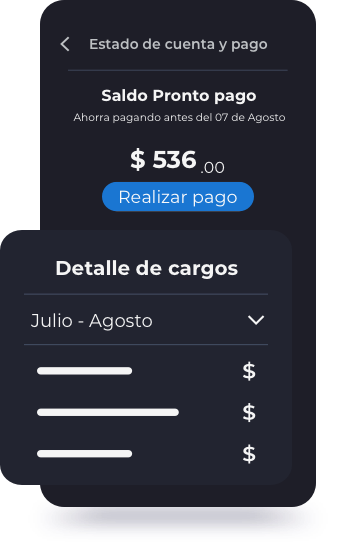 Estado de cuenta y pago
Saldo Pronto pago
Ahorra pagando antes del 07 de Agosto
$ 536 .00
Realizar pago
Detalle de cargos
Julio - Agosto
$
$
$